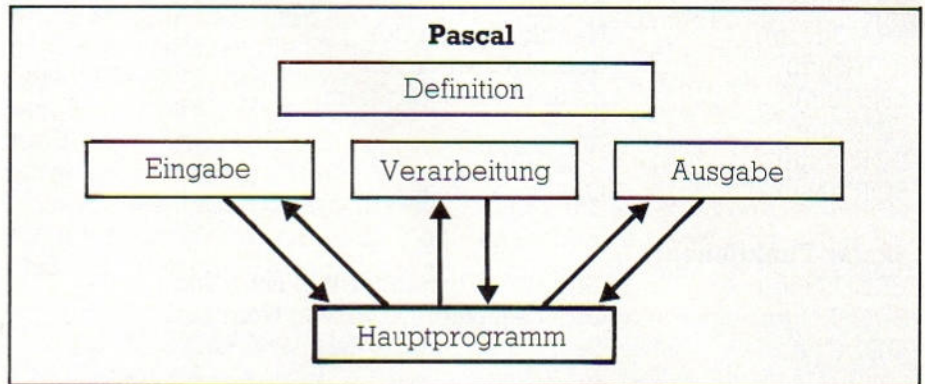 Pascal
Definition
Eingabe Verarbeitung Ausgabe
Hauptprogramm